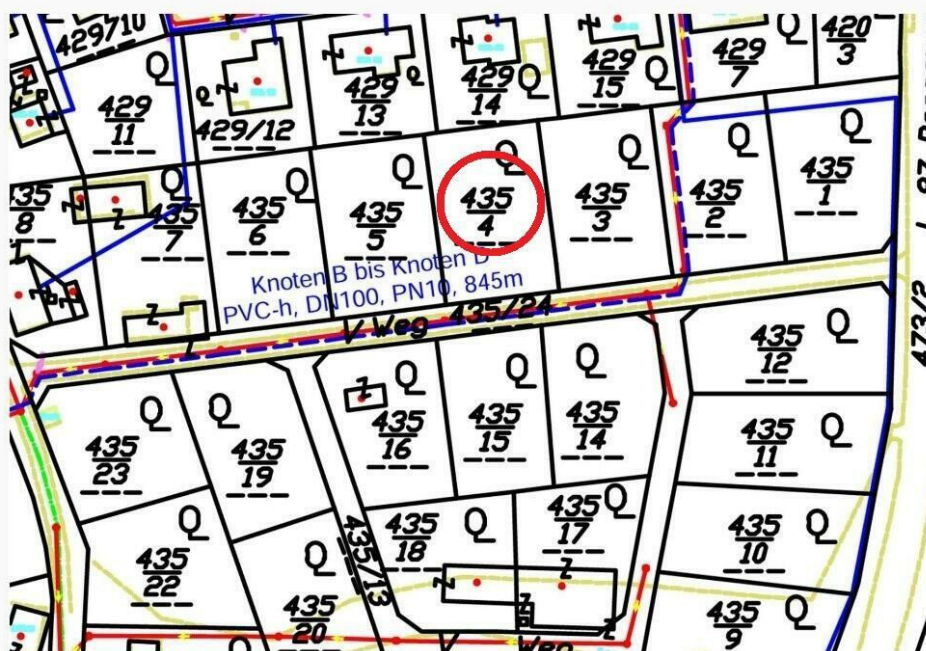 429/10
Q
429
11
Q
429/12
Z
Z
429
13
Q
Z
429
14
Q
429
15
Q
429
7
Q
420
3
435
8
Z
Z
Q
435
7
Q
435
6
Q
435
5
Q
435
4
Q
435
3
Q
435
2
Q
435
1
Knoten B bis Knoten D
PVC-h, DN100, PN10, 845m
V Weg 435/24
473/2
L 83
Z
Q
435
23
Q
435
19
Z
Q
435
16
Q
435
15
Q
435
14
435
12
Q
435
11
Q
Q
435
22
435/13
435
18
Q
435
17
Q
435
10
Q
Q
435
20
Z
Z
Z
435
9
Q
V Weg